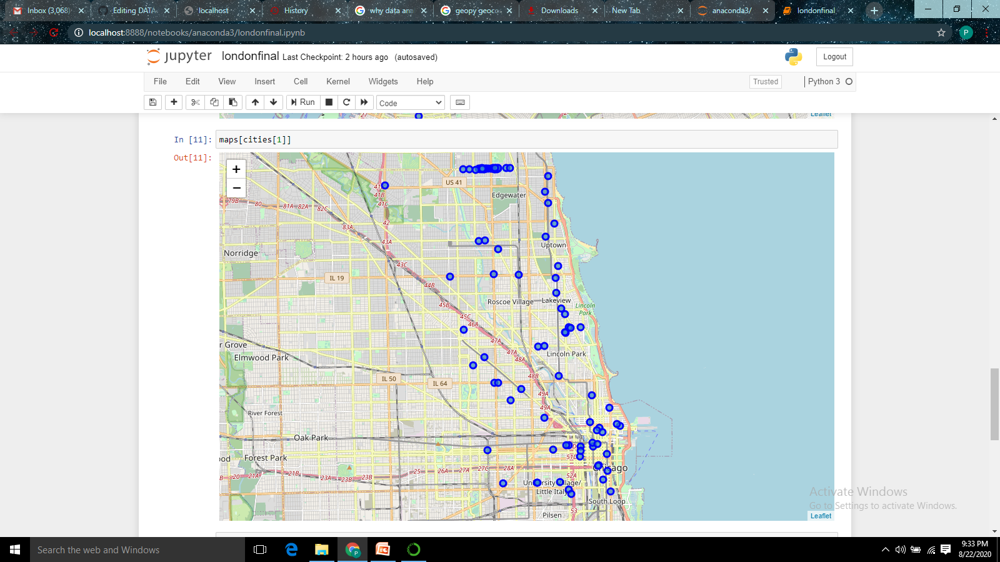 Inbox (3,068)
Editing DATA-
localhost
History
why data ana
geopy geoco
Downloads
New Tab
anaconda3/
londonfinal
localhost:8888/notebooks/anaconda3/londonfinal.ipynb
P
jupyter londonfinal Last Checkpoint: 2 hours ago (autosaved)
Logout
File Edit View Insert Cell Kernel Widgets Help
Trusted
Python 3
Run
Code
27
2
Leaflet
In [11]: maps[cities[1]]
Out[11]:
+
−
US 41
41
41B
41C
Edgewater
79B 80 81A 82A 82C
42
83A
43A
Uptown
Norridge
43C
IL 19
44B
Roscoe Village Lakeview
45B
Lincoln
Park
45C
46A
47A
r Grove
47A
Lincoln Park
Elmwood Park
48A
48B
IL 50
IL 64
49A
49A
River Forest
Oak Park
51D
ood Forest Park
Chicago
25 26A 27A 27C 28A
B 20 21A 21B 23A 23B 23B
52A
University Village/
Little Italy
South Loop
53
Pilsen
Leaflet
Activate Windows
Go to Settings to activate Windows.
Search the web and Windows
P
9:33 PM
8/22/2020